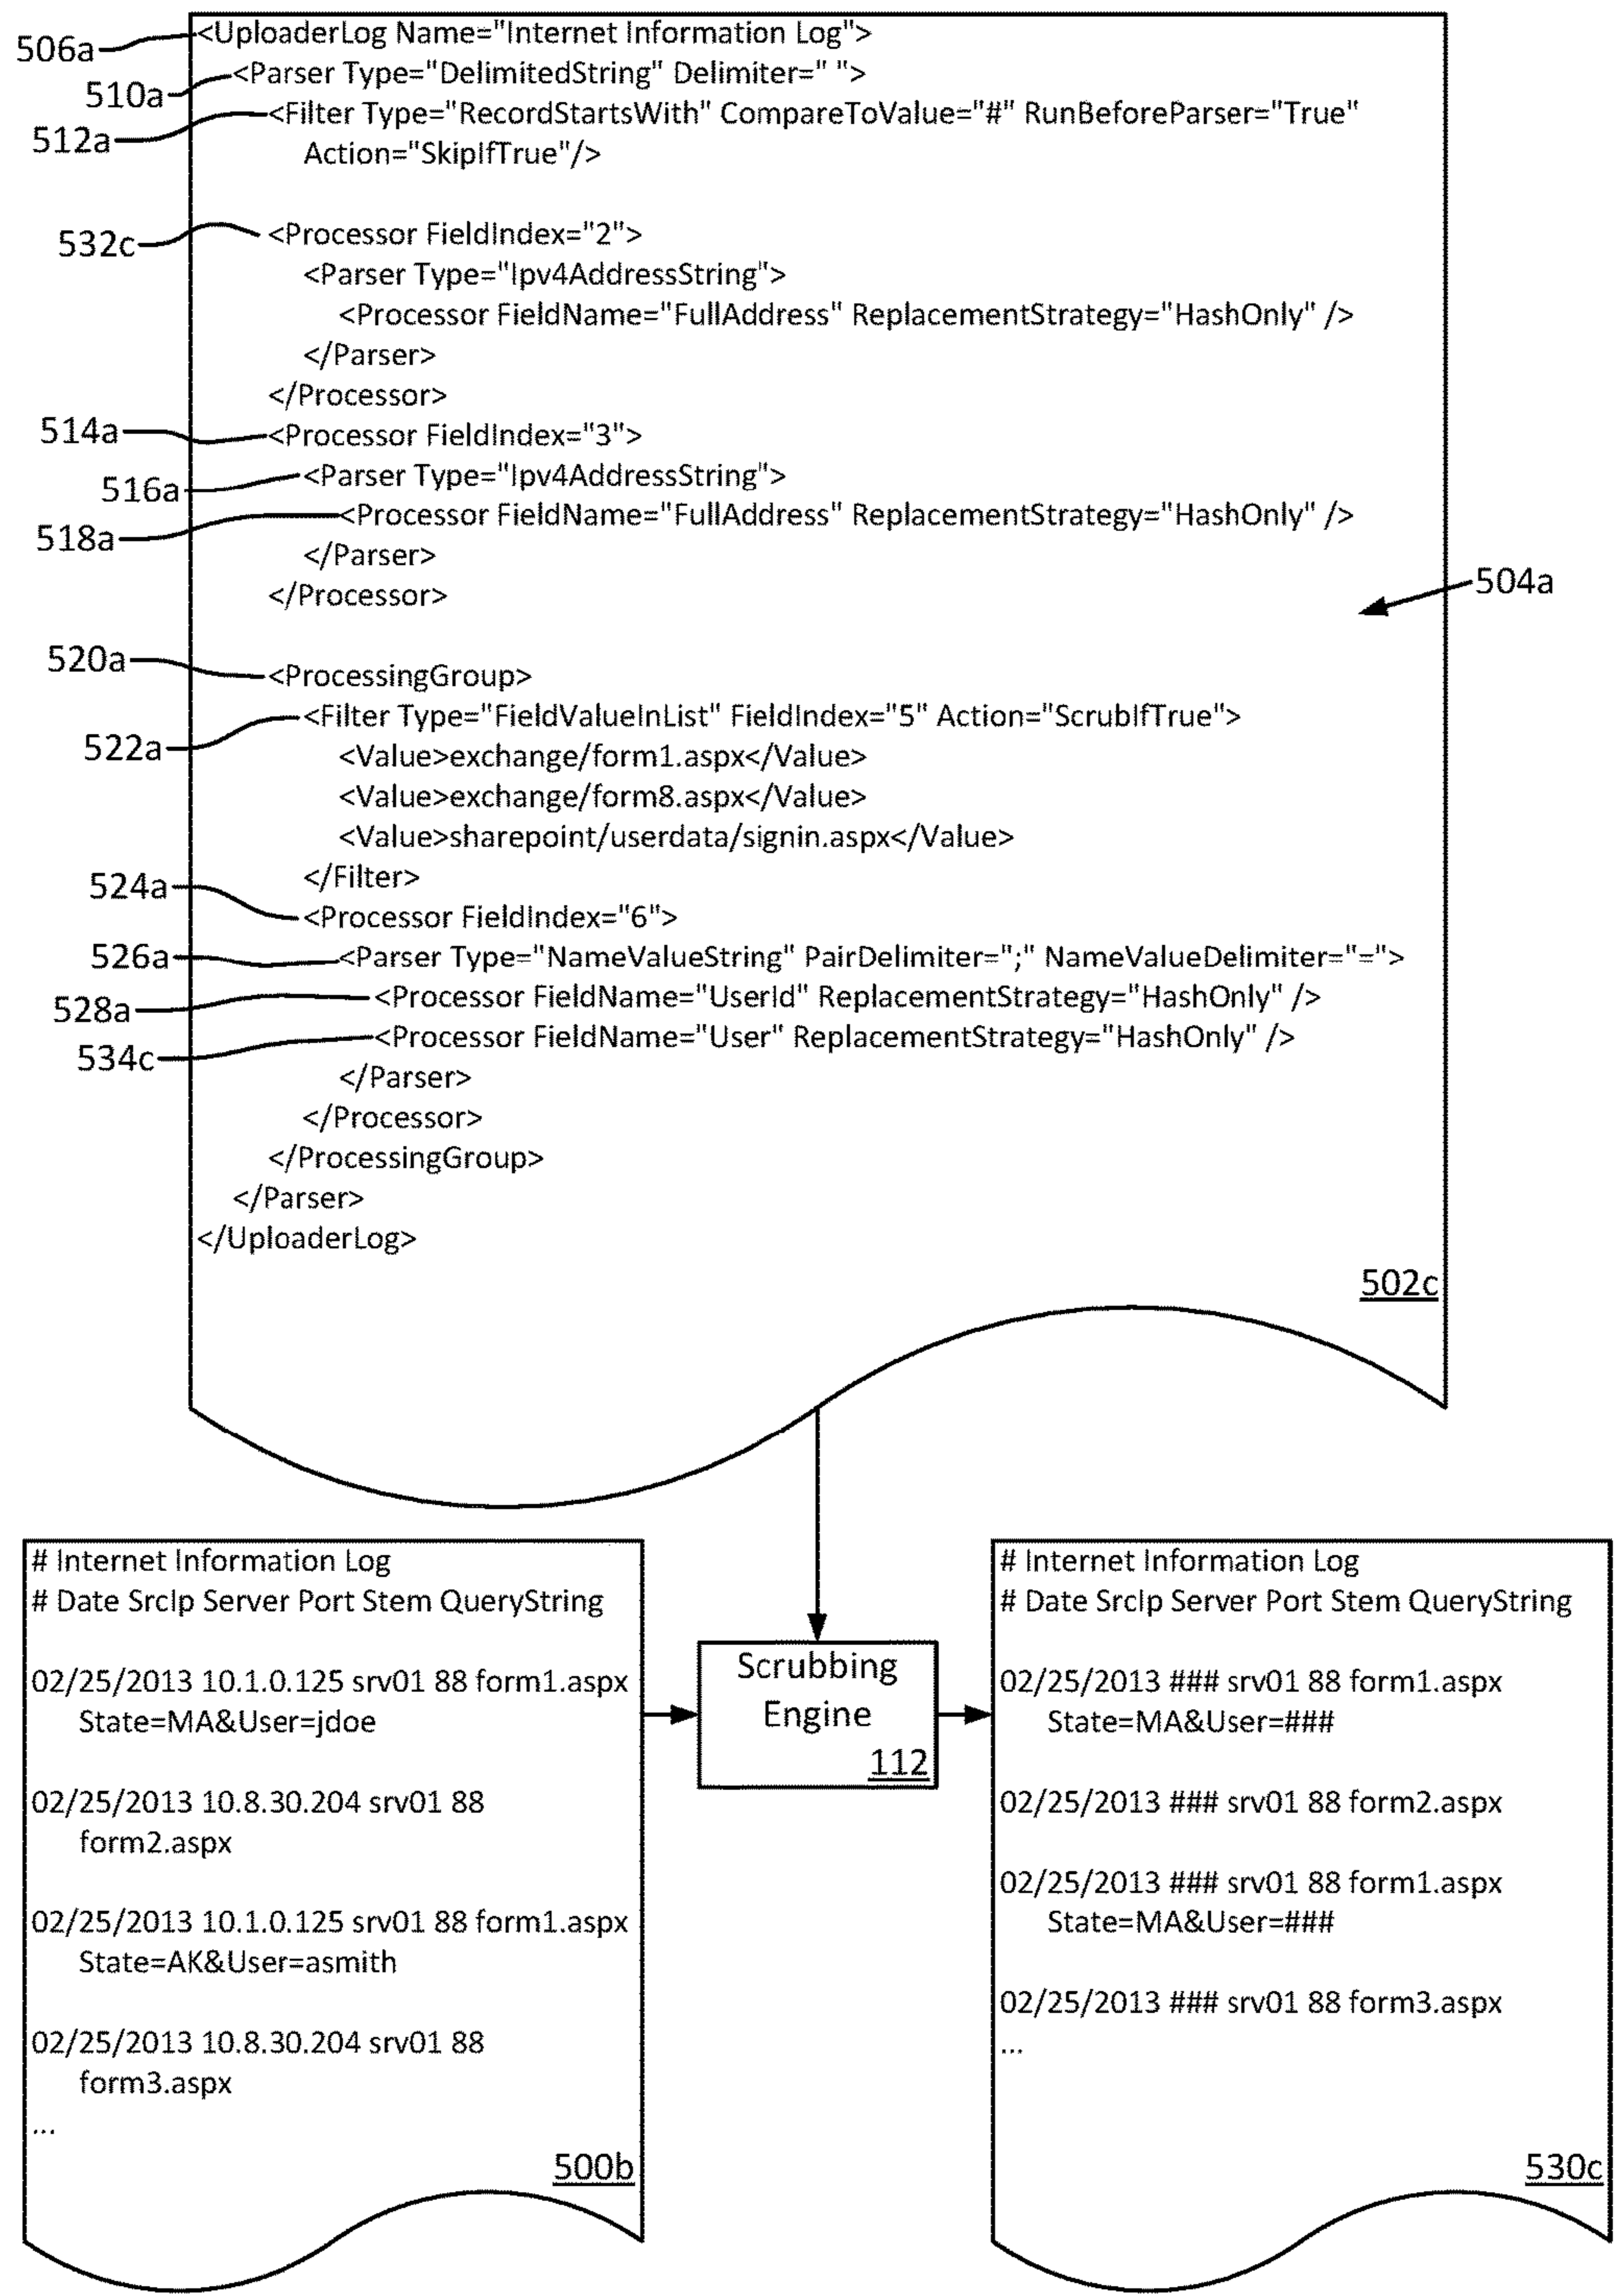 506a
<UploaderLog Name="Internet Information Log">
510a
<Parser Type="DelimitedString" Delimiter=" ">
512a
<Filter Type="RecordStartsWith" CompareToValue="#" RunBeforeParser="True"
Action="SkipIfTrue"/>
532c
<Processor FieldIndex="2">
<Parser Type="Ipv4AddressString">
<Processor FieldName="FullAddress" ReplacementStrategy="HashOnly" />
</Parser>
</Processor>
514a
<Processor FieldIndex="3">
516a
<Parser Type="Ipv4AddressString">
518a
<Processor FieldName="FullAddress" ReplacementStrategy="HashOnly" />
</Parser>
</Processor>
504a
520a
<ProcessingGroup>
522a
<Filter Type="FieldValueInList" FieldIndex="5" Action="ScrubIfTrue">
<Value>exchange/form1.aspx</Value>
<Value>exchange/form8.aspx</Value>
<Value>sharepoint/userdata/signin.aspx</Value>
</Filter>
524a
<Processor FieldIndex="6">
526a
<Parser Type="NameValueString" PairDelimiter=";" NameValueDelimiter="=">
528a
<Processor FieldName="UserId" ReplacementStrategy="HashOnly" />
534c
<Processor FieldName="User" ReplacementStrategy="HashOnly" />
</Parser>
</Processor>
</ProcessingGroup>
</Parser>
</UploaderLog>
502c
# Internet Information Log
# Date SrcIp Server Port Stem QueryString
02/25/2013 10.1.0.125 srv01 88 form1.aspx
State=MA&User=jdoe
02/25/2013 10.8.30.204 srv01 88
form2.aspx
02/25/2013 10.1.0.125 srv01 88 form1.aspx
State=AK&User=asmith
02/25/2013 10.8.30.204 srv01 88
form3.aspx
...
500b
Scrubbing
Engine
112
# Internet Information Log
# Date SrcIp Server Port Stem QueryString
02/25/2013 ### srv01 88 form1.aspx
State=MA&User=###
02/25/2013 ### srv01 88 form2.aspx
02/25/2013 ### srv01 88 form1.aspx
State=MA&User=###
02/25/2013 ### srv01 88 form3.aspx
...
530c